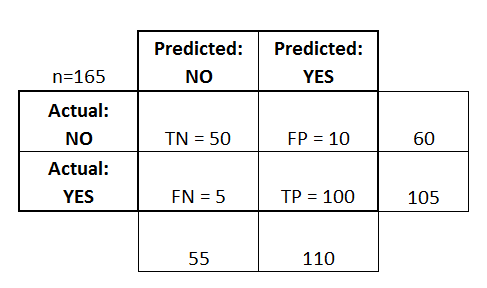 Predicted: Predicted:
n=165 NO YES
Actual:
NO TN = 50 FP = 10 60
Actual:
YES FN = 5 TP = 100 105
55 110